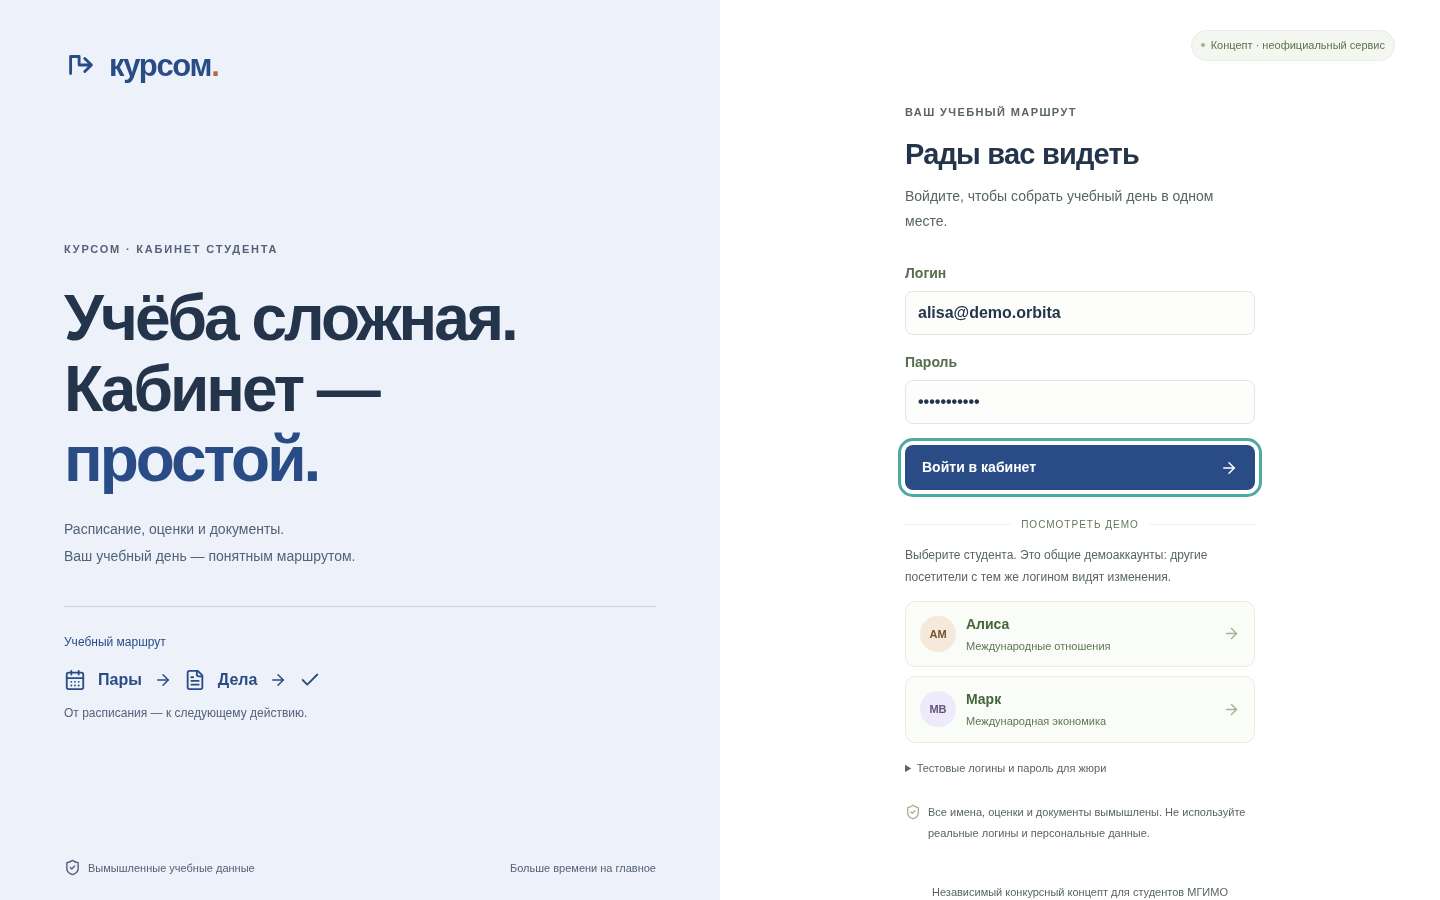 курсом.
КУРСОМ · КАБИНЕТ СТУДЕНТА
Учёба сложная.
Кабинет —
простой.
Расписание, оценки и документы.
Ваш учебный день — понятным маршрутом.
Учебный маршрут
Пары
Дела
От расписания — к следующему действию.
Вымышленные учебные данные
Больше времени на главное
Концепт · неофициальный сервис
ВАШ УЧЕБНЫЙ МАРШРУТ
Рады вас видеть
Войдите, чтобы собрать учебный день в одном
месте.
Логин
alisa@demo.orbita
Пароль
•••••••••••
Войти в кабинет
ПОСМОТРЕТЬ ДЕМО
Выберите студента. Это общие демоаккаунты: другие
посетители с тем же логином видят изменения.
АМ
Алиса
Международные отношения
МВ
Марк
Международная экономика
Тестовые логины и пароль для жюри
Все имена, оценки и документы вымышлены. Не используйте
реальные логины и персональные данные.
Независимый конкурсный концепт для студентов МГИМО